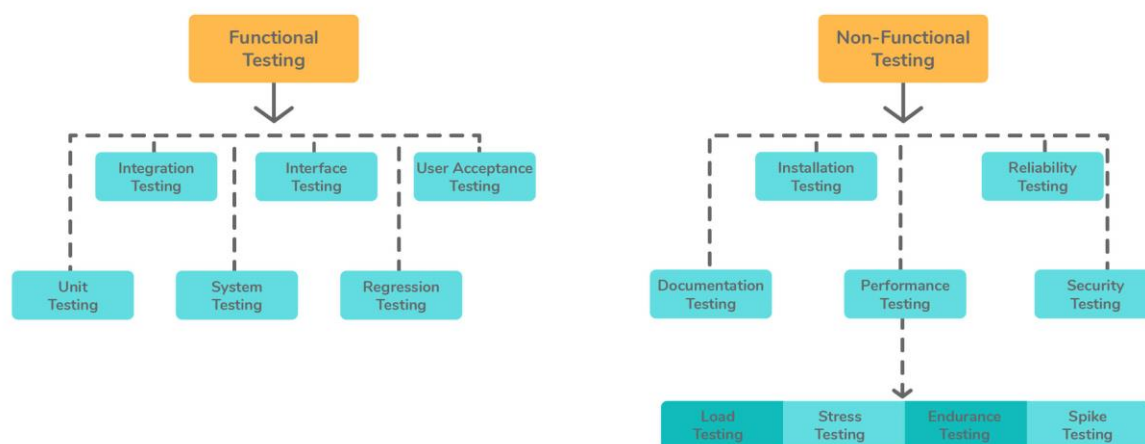 Functional
Testing
Non-Functional
Testing
Integration
Testing
Interface
Testing
User Acceptance
Testing
Installation
Testing
Reliability
Testing
Unit
Testing
System
Testing
Regression
Testing
Documentation
Testing
Performance
Testing
Security
Testing
Load
Testing
Stress
Testing
Endurance
Testing
Spike
Testing